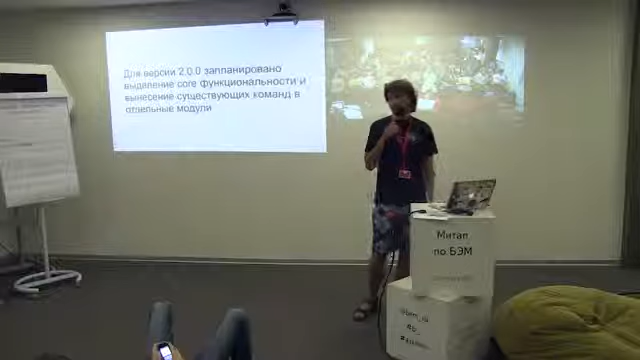 Для версии 2.0.0 запланировано
выделение core функциональности и
вынесение существующих команд в
отдельные модули
Митап
по БЭМ